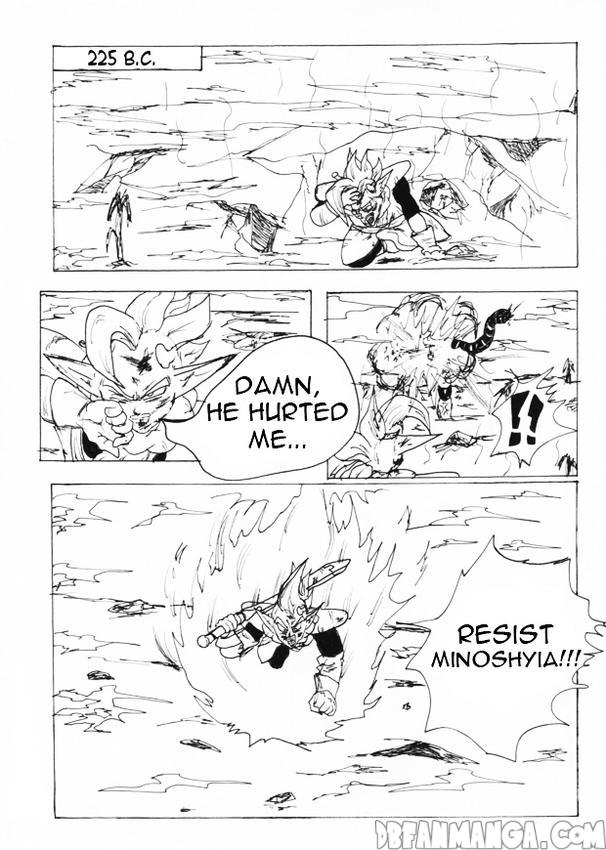 225 B.C.
DAMN,
HE HURTED
ME...
!!
RESIST
MINOSHYIA!!!
DBFANMANGA.COM